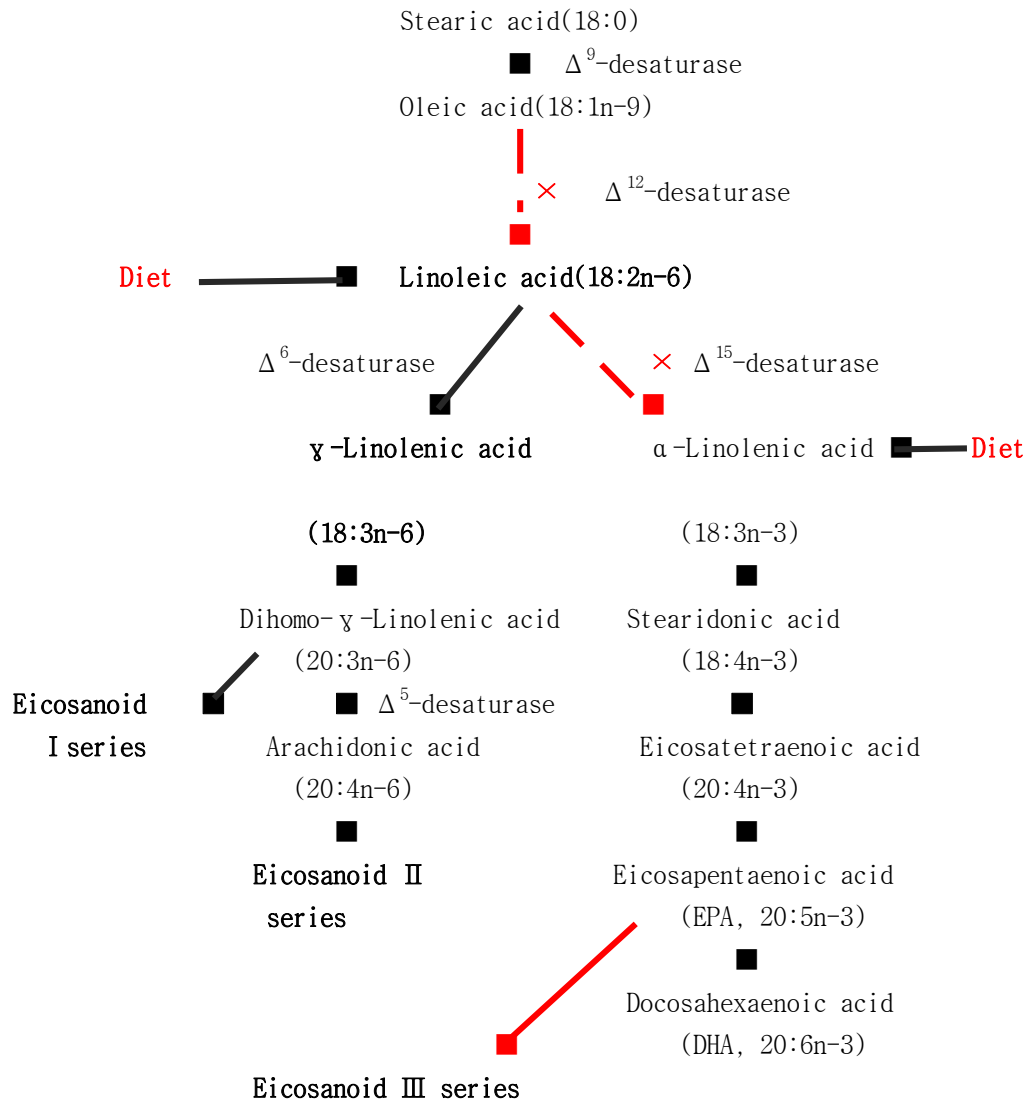 Stearic acid(18:0)
Δ⁹-desaturase
Oleic acid(18:1n-9)
× Δ¹²-desaturase
Diet Linoleic acid(18:2n-6)
Δ⁶-desaturase × Δ¹⁵-desaturase
γ-Linolenic acid α-Linolenic acid Diet
(18:3n-6) (18:3n-3)
Dihomo-γ-Linolenic acid Stearidonic acid
(20:3n-6) (18:4n-3)
Eicosanoid Δ⁵-desaturase
I series Arachidonic acid Eicosatetraenoic acid
(20:4n-6) (20:4n-3)
Eicosanoid Ⅱ Eicosapentaenoic acid
series (EPA, 20:5n-3)
Docosahexaenoic acid
(DHA, 20:6n-3)
Eicosanoid Ⅲ series